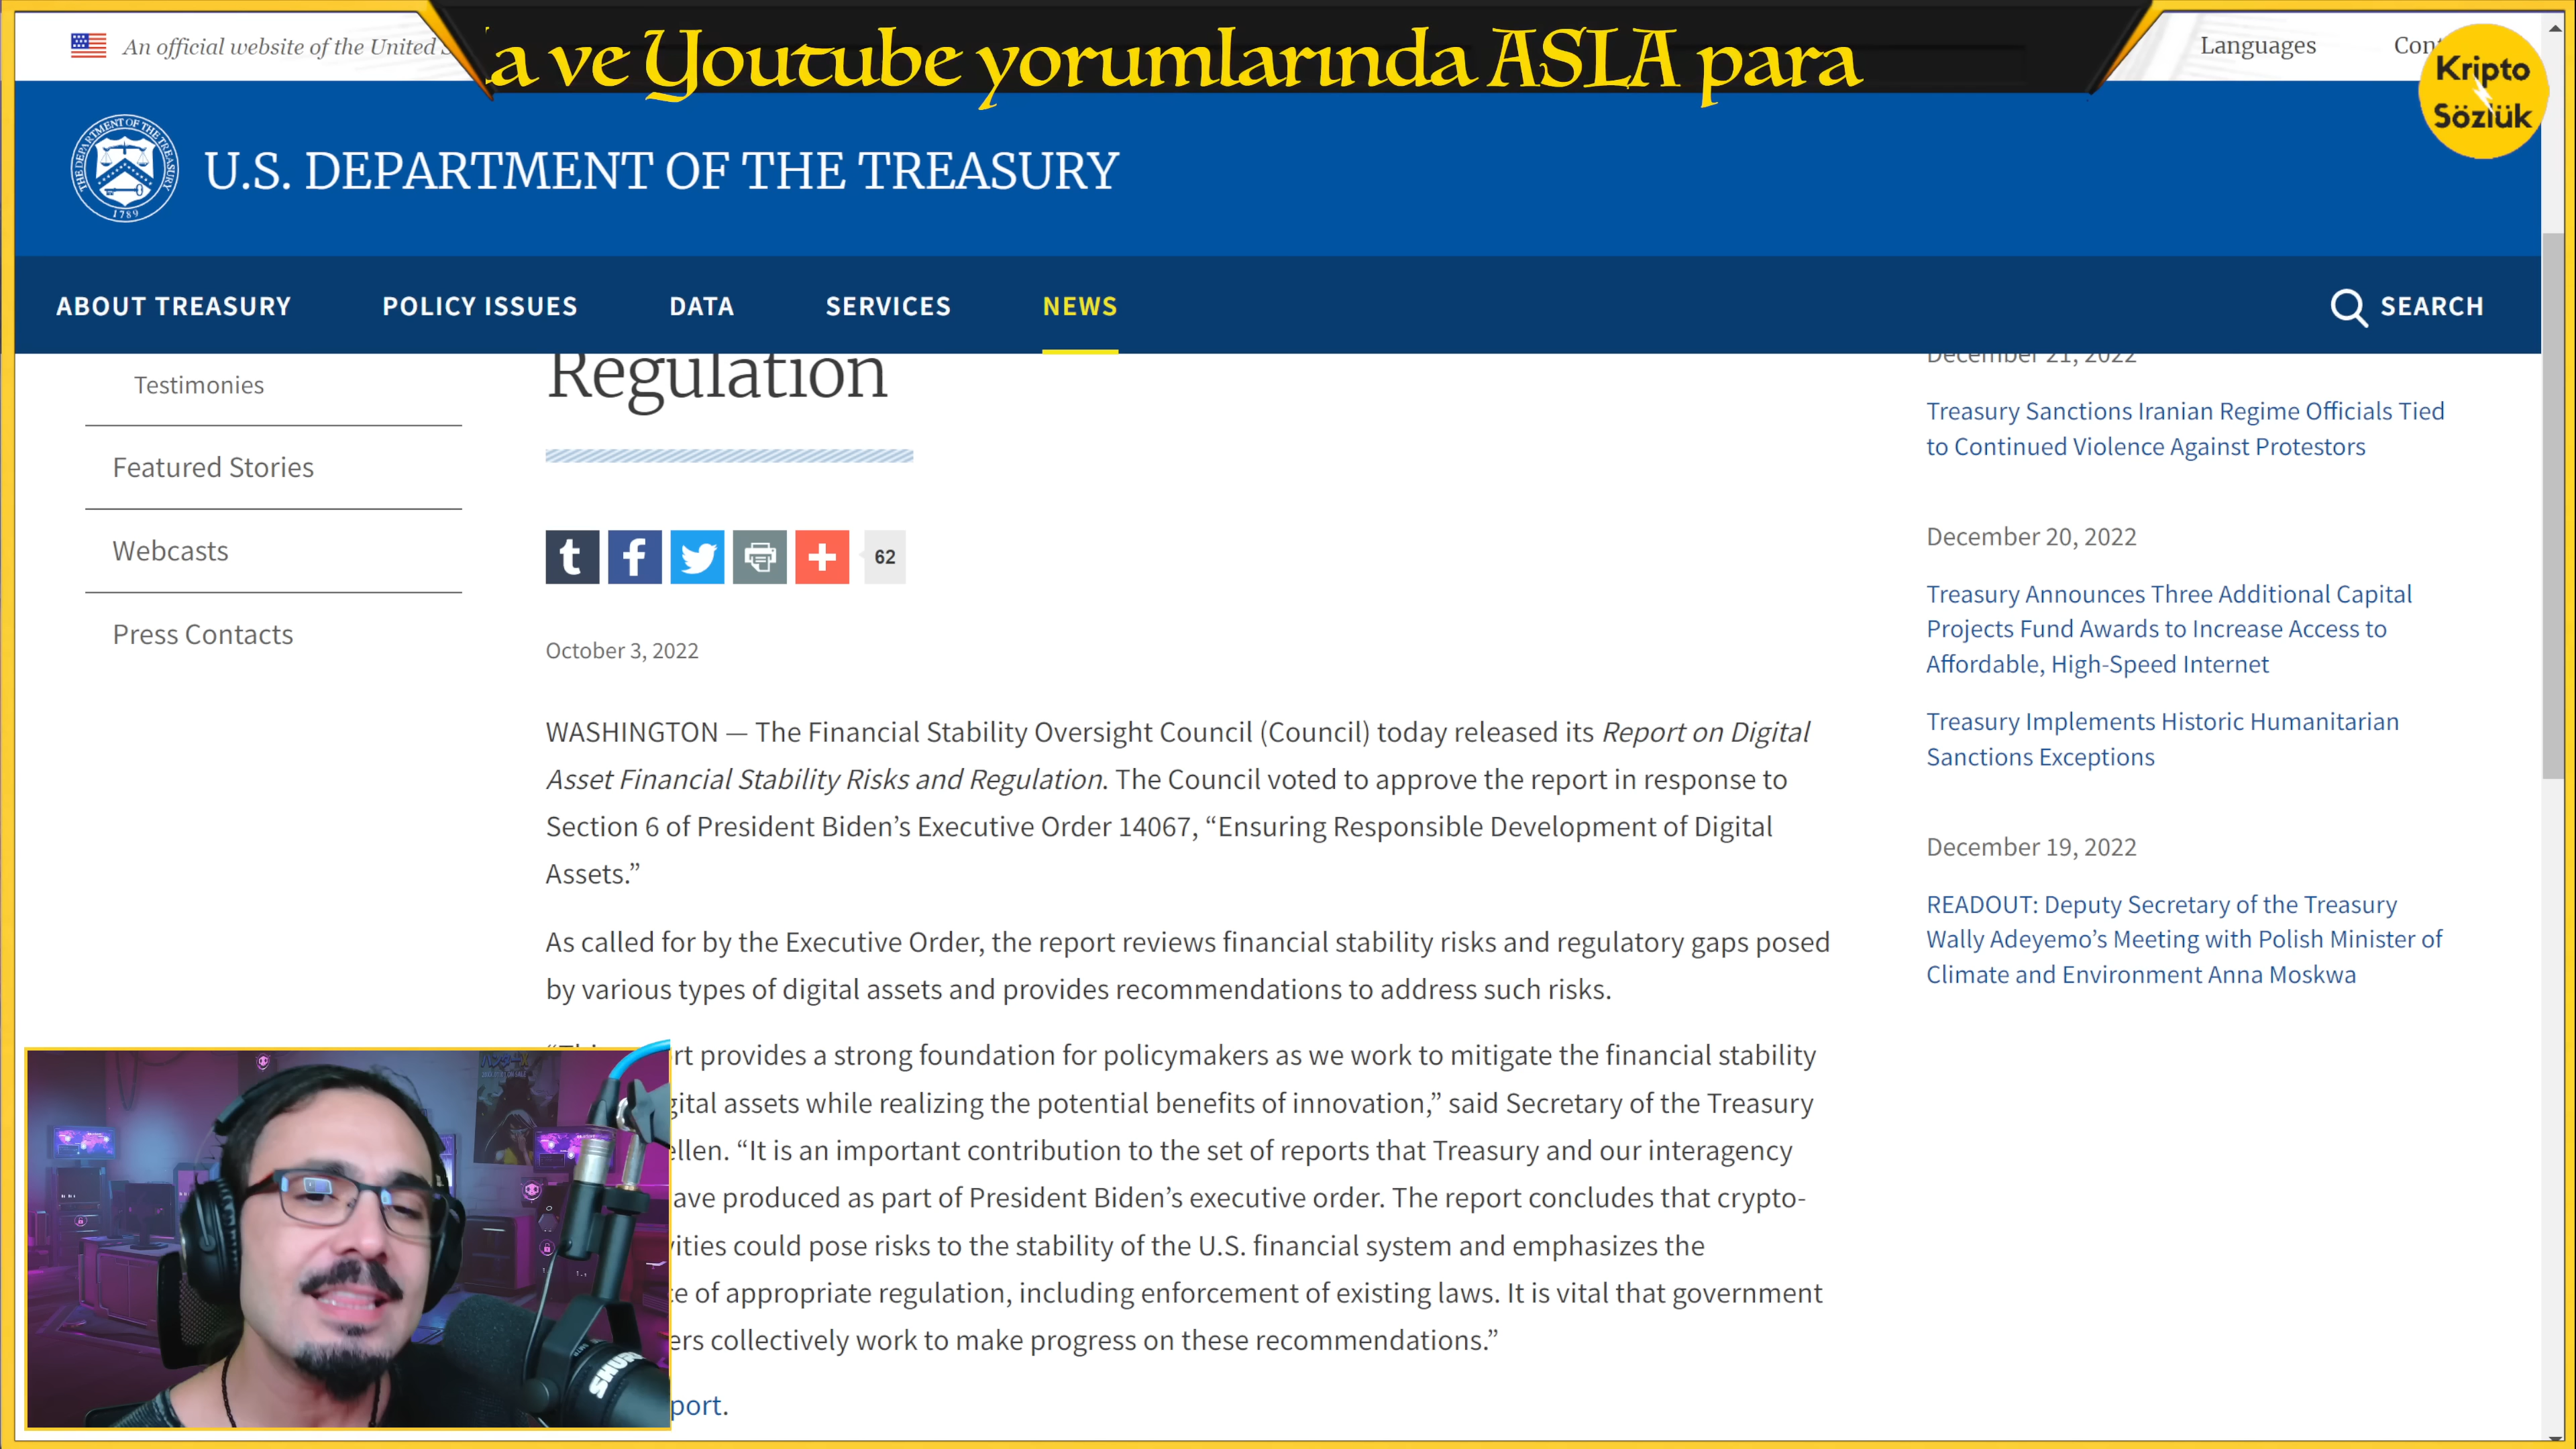 An official website of the United
a ve Youtube yorumlarında ASLA para
Languages
Kripto
Sözlük
THE DEPARTMENT OF THE TREASURY
1789
U.S. DEPARTMENT OF THE TREASURY
ABOUT TREASURY
POLICY ISSUES
DATA
SERVICES
NEWS
SEARCH
Testimonies
Featured Stories
Webcasts
Press Contacts
Regulation
62
October 3, 2022
WASHINGTON — The Financial Stability Oversight Council (Council) today released its Report on Digital
Asset Financial Stability Risks and Regulation. The Council voted to approve the report in response to
Section 6 of President Biden’s Executive Order 14067, “Ensuring Responsible Development of Digital
Assets.”
As called for by the Executive Order, the report reviews financial stability risks and regulatory gaps posed
by various types of digital assets and provides recommendations to address such risks.
rt provides a strong foundation for policymakers as we work to mitigate the financial stability
gital assets while realizing the potential benefits of innovation,” said Secretary of the Treasury
ellen. “It is an important contribution to the set of reports that Treasury and our interagency
ave produced as part of President Biden’s executive order. The report concludes that crypto-
vities could pose risks to the stability of the U.S. financial system and emphasizes the
ce of appropriate regulation, including enforcement of existing laws. It is vital that government
ers collectively work to make progress on these recommendations.”
port.
December 21, 2022
Treasury Sanctions Iranian Regime Officials Tied
to Continued Violence Against Protestors
December 20, 2022
Treasury Announces Three Additional Capital
Projects Fund Awards to Increase Access to
Affordable, High-Speed Internet
Treasury Implements Historic Humanitarian
Sanctions Exceptions
December 19, 2022
READOUT: Deputy Secretary of the Treasury
Wally Adeyemo’s Meeting with Polish Minister of
Climate and Environment Anna Moskwa